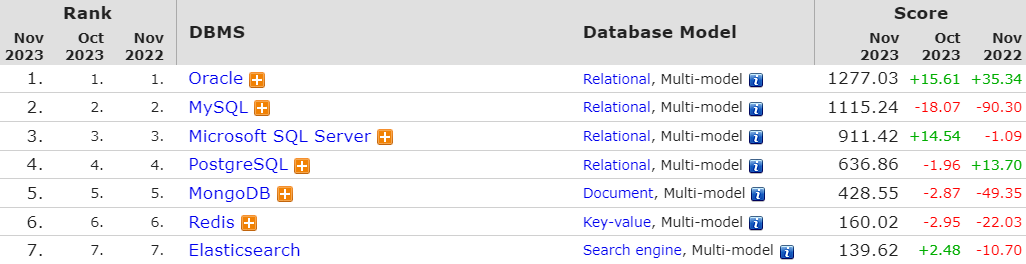 Rank Score
Nov 2023 Oct 2023 Nov 2022 DBMS Database Model Nov 2023 Oct 2023 Nov 2022
1. 1. 1. Oracle Relational, Multi-model 1277.03 +15.61 +35.34
2. 2. 2. MySQL Relational, Multi-model 1115.24 -18.07 -90.30
3. 3. 3. Microsoft SQL Server Relational, Multi-model 911.42 +14.54 -1.09
4. 4. 4. PostgreSQL Relational, Multi-model 636.86 -1.96 +13.70
5. 5. 5. MongoDB Document, Multi-model 428.55 -2.87 -49.35
6. 6. 6. Redis Key-value, Multi-model 160.02 -2.95 -22.03
7. 7. 7. Elasticsearch Search engine, Multi-model 139.62 +2.48 -10.70